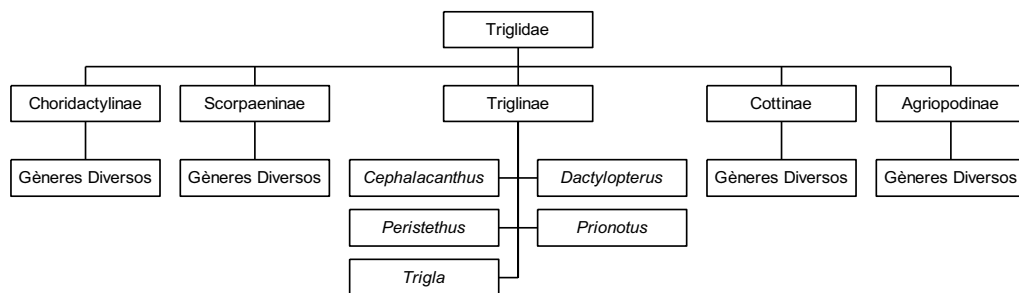 Triglidae
Choridactylinae
Scorpaeninae
Triglinae
Cottinae
Agriopodinae
Gèneres Diversos
Gèneres Diversos
Cephalacanthus
Dactylopterus
Gèneres Diversos
Gèneres Diversos
Peristethus
Prionotus
Trigla